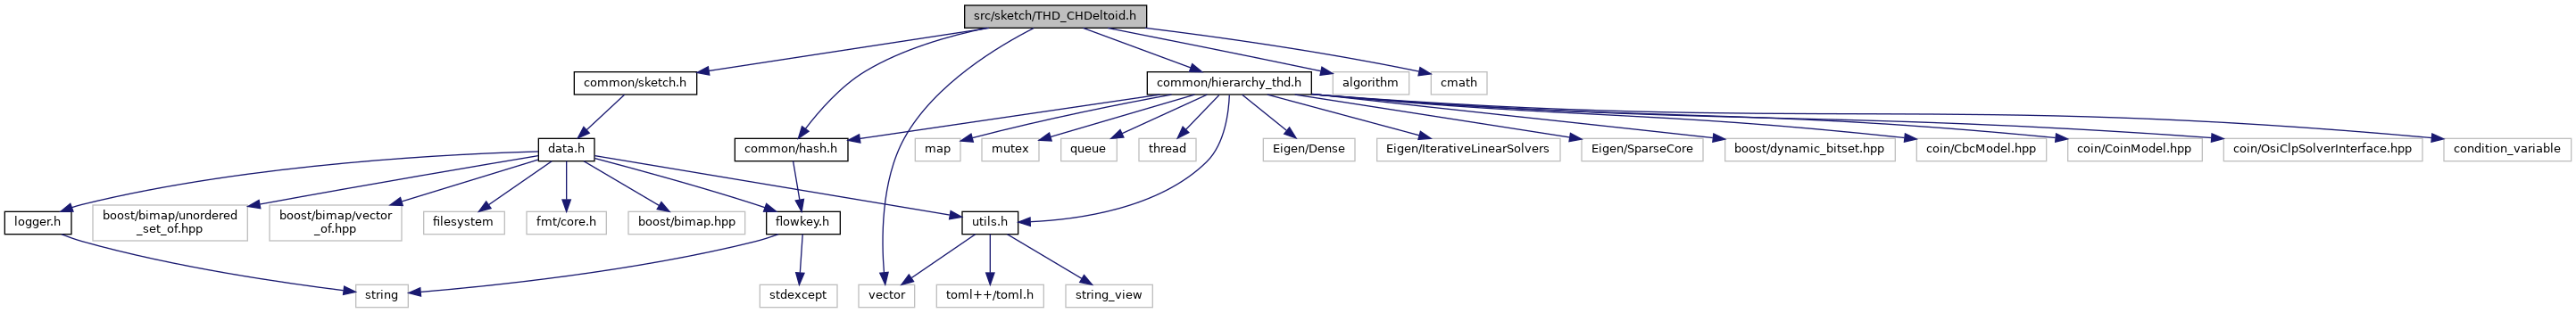 src/sketch/THD_CHDeltoid.h
common/sketch.h
common/hierarchy_thd.h
algorithm
cmath
data.h
common/hash.h
map
mutex
queue
thread
Eigen/Dense
Eigen/IterativeLinearSolvers
Eigen/SparseCore
boost/dynamic_bitset.hpp
coin/CbcModel.hpp
coin/CoinModel.hpp
coin/OsiClpSolverInterface.hpp
condition_variable
logger.h
boost/bimap/unordered
_set_of.hpp
boost/bimap/vector
_of.hpp
filesystem
fmt/core.h
boost/bimap.hpp
flowkey.h
utils.h
string
stdexcept
vector
toml++/toml.h
string_view